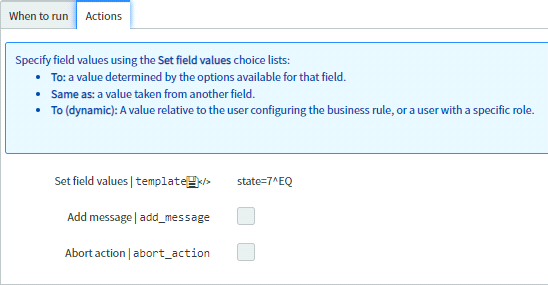 When to run
Actions
Specify field values using the Set field values choice lists:
• To: a value determined by the options available for that field.
• Same as: a value taken from another field.
• To (dynamic): A value relative to the user configuring the business rule, or a user with a specific role.
Set field values | template </> state=7^EQ
Add message | add_message
Abort action | abort_action